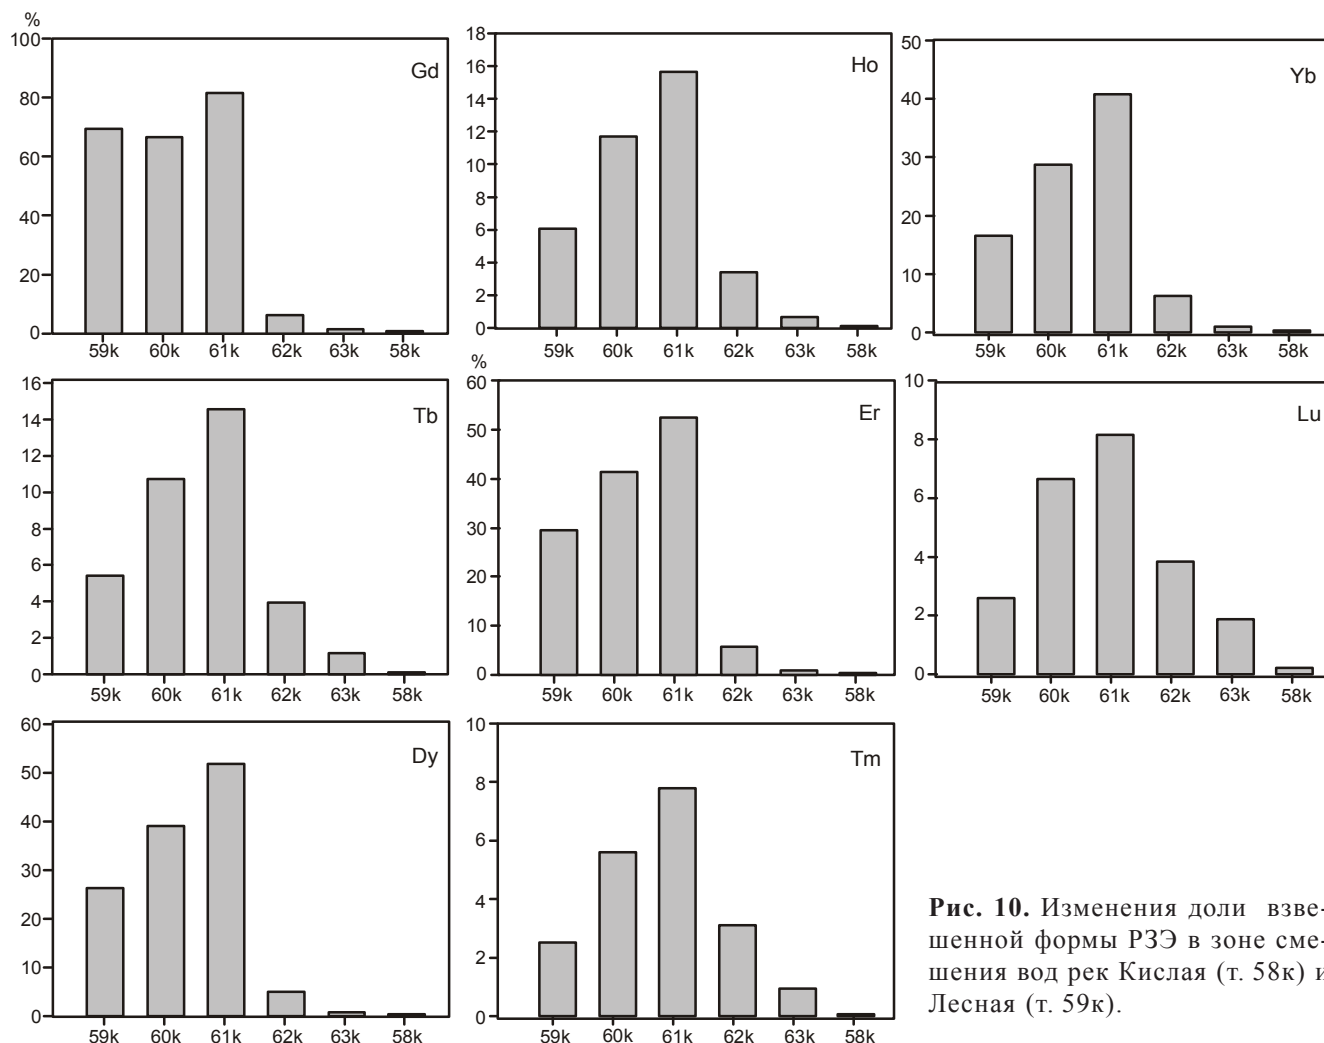 %
100
80
60
40
20
0
Gd
59k 60k 61k 62k 63k 58k
18
16
14
12
10
8
6
4
2
0
Ho
59k 60k 61k 62k 63k 58k
50
40
30
20
10
0
Yb
59k 60k 61k 62k 63k 58k
16
14
12
10
8
6
4
2
0
Tb
59k 60k 61k 62k 63k 58k
%
60
50
40
30
20
10
0
Er
59k 60k 61k 62k 63k 58k
10
8
6
4
2
0
Lu
59k 60k 61k 62k 63k 58k
60
50
40
30
20
10
0
Dy
59k 60k 61k 62k 63k 58k
10
8
6
4
2
0
Tm
59k 60k 61k 62k 63k 58k
Рис. 10. Изменения доли взве-
шенной формы РЗЭ в зоне сме-
шения вод рек Кислая (т. 58к) и
Лесная (т. 59к).